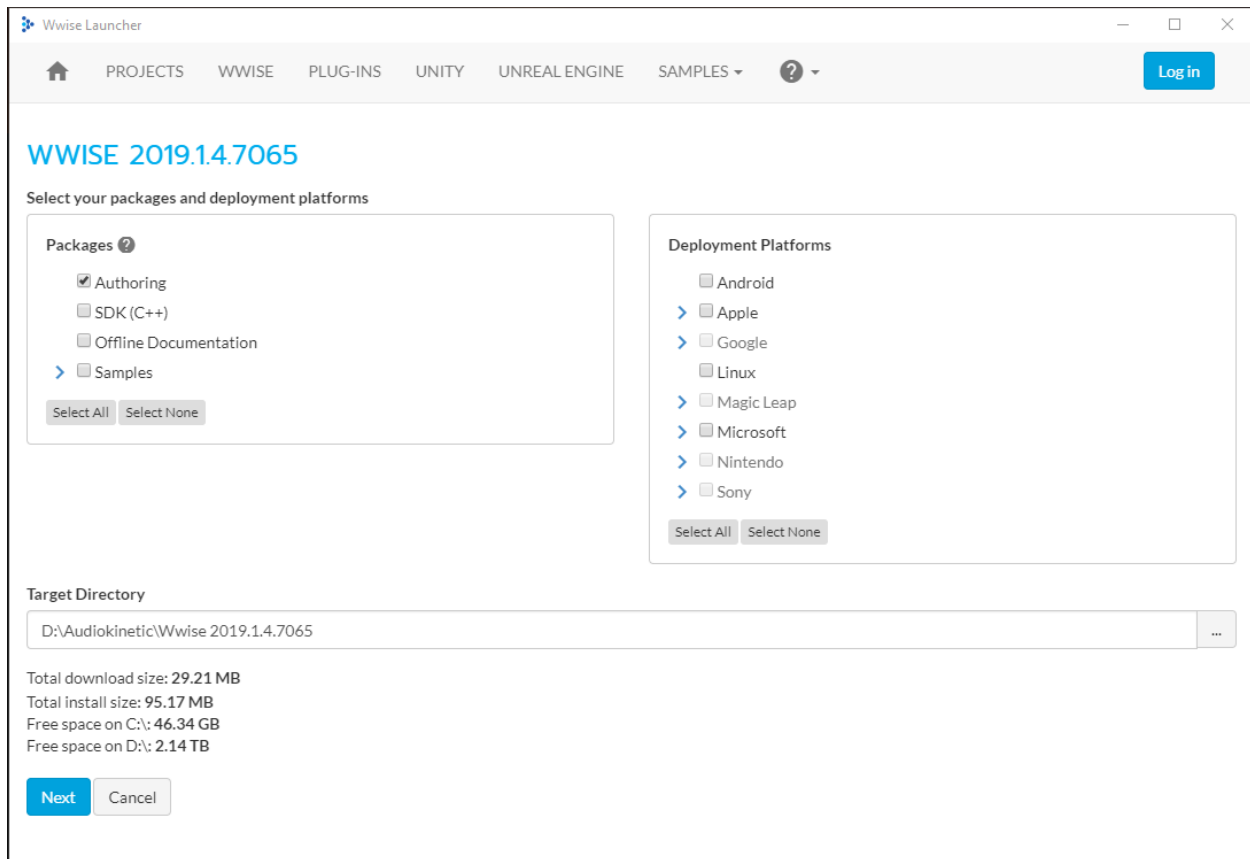 Wwise Launcher
PROJECTS WWISE PLUG-INS UNITY UNREAL ENGINE SAMPLES ? Log in
WWISE 2019.1.4.7065
Select your packages and deployment platforms
Packages ?
Authoring
SDK (C++)
Offline Documentation
Samples
Select All Select None
Deployment Platforms
Android
Apple
Google
Linux
Magic Leap
Microsoft
Nintendo
Sony
Select All Select None
Target Directory
D:\Audiokinetic\Wwise 2019.1.4.7065 ...
Total download size: 29.21 MB
Total install size: 95.17 MB
Free space on C:\: 46.34 GB
Free space on D:\: 2.14 TB
Next Cancel